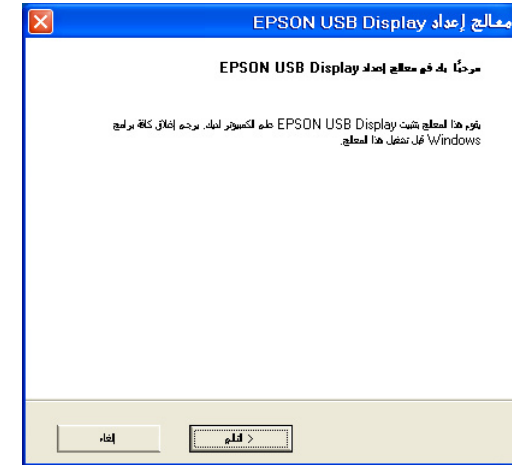 معالج إعداد EPSON USB Display
مرحبًا بك في معالج إعداد EPSON USB Display
يقوم هذا المعالج بتثبيت EPSON USB Display على الكمبيوتر لديك. يرجى إغلاق كافة برامج
Windows قبل تشغيل هذا المعالج.
التالي >
إلغاء